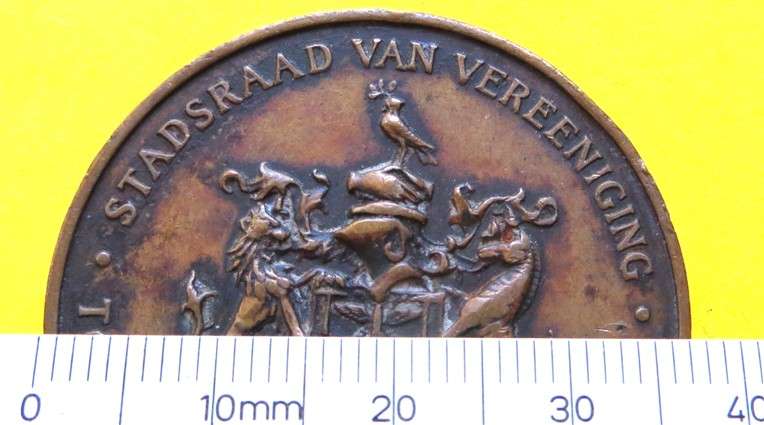 · STADSRAAD VAN VEREENIGING ·
T
0 10mm 20 30 40